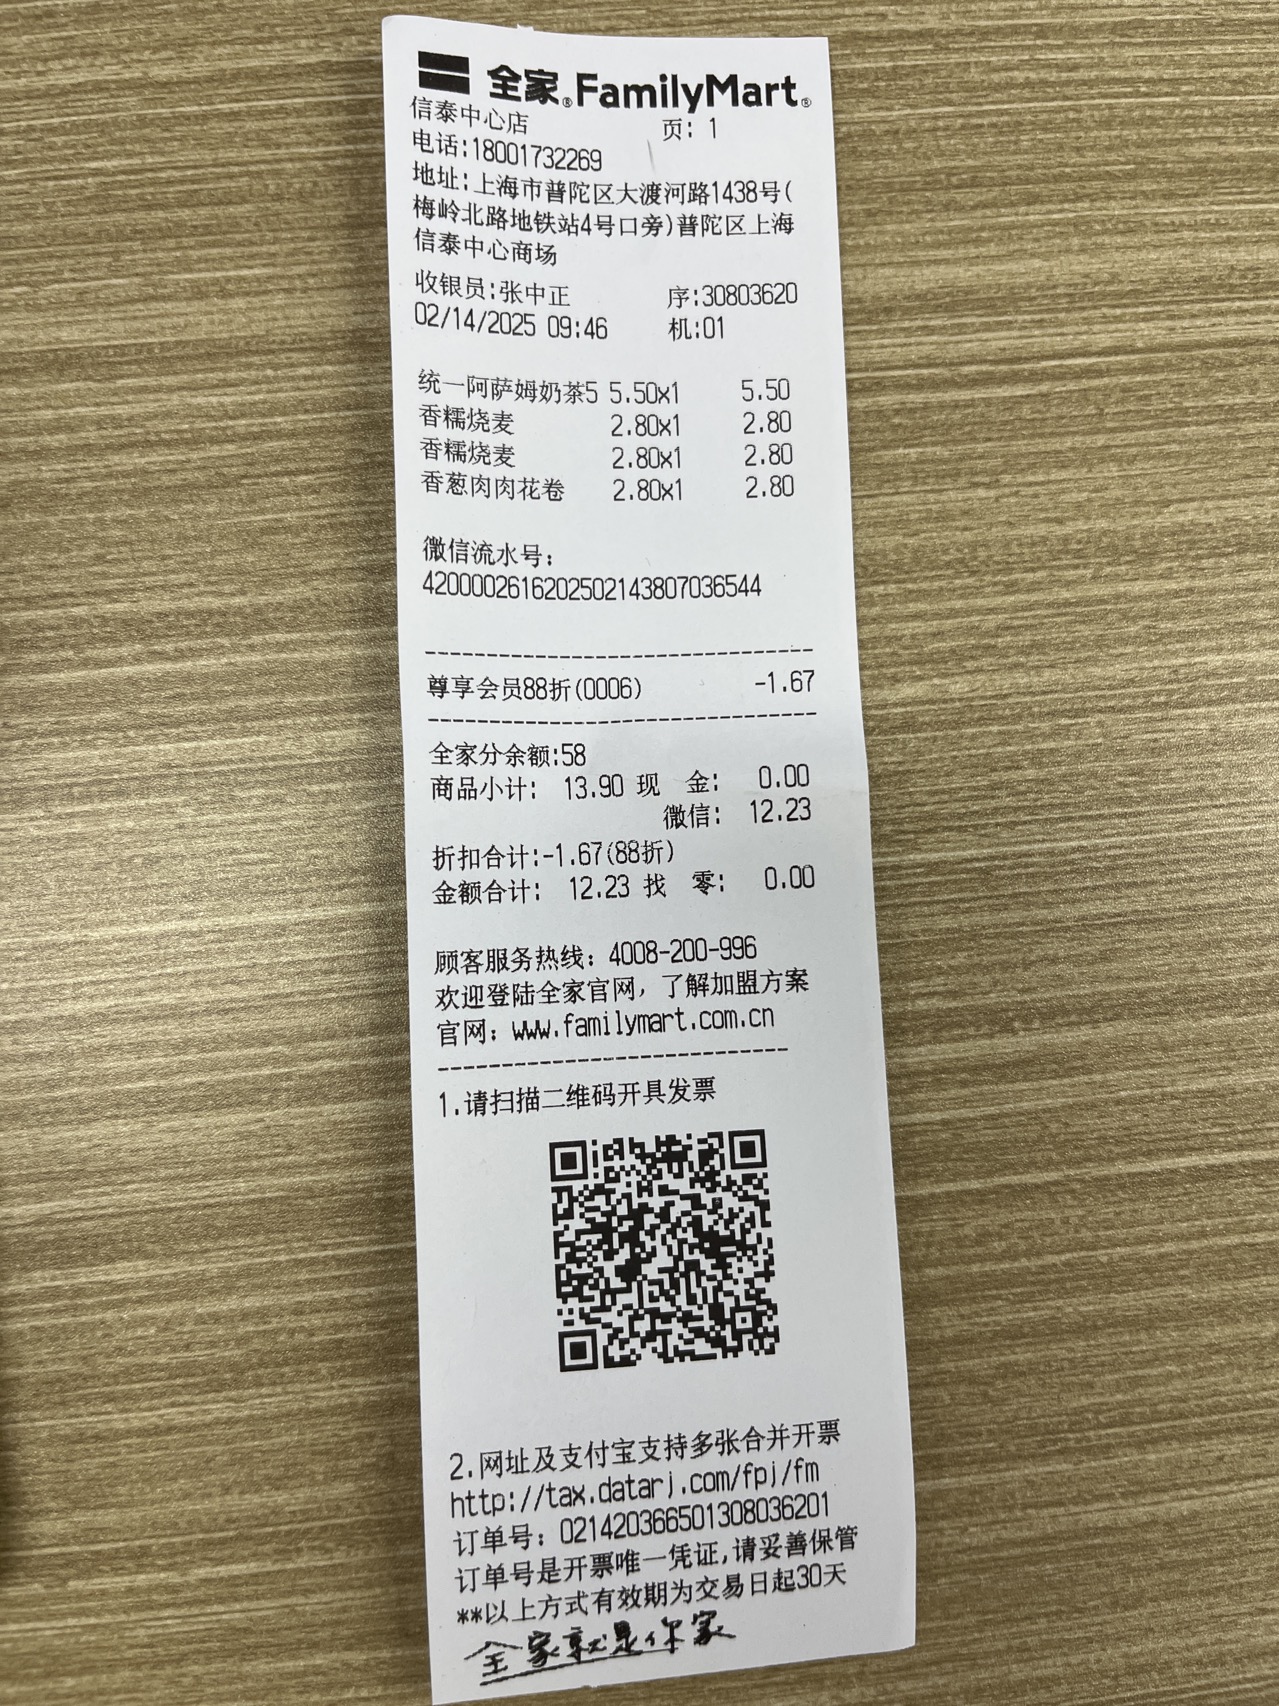 全家®FamilyMart®
信泰中心店 页: 1
电话:18001732269
地址:上海市普陀区大渡河路1438号(
梅岭北路地铁站4号口旁)普陀区上海
信泰中心商场
收银员:张中正 序:30803620
02/14/2025 09:46 机:01
统一阿萨姆奶茶5 5.50x1 5.50
香糯烧麦 2.80x1 2.80
香糯烧麦 2.80x1 2.80
香葱肉肉花卷 2.80x1 2.80
微信流水号:
4200002616202502143807036544
尊享会员88折(0006) -1.67
全家分余额:58
商品小计: 13.90 现 金: 0.00
微信: 12.23
折扣合计:-1.67(88折)
金额合计: 12.23 找 零: 0.00
顾客服务热线: 4008-200-996
欢迎登陆全家官网，了解加盟方案
官网: www.familymart.com.cn
1.请扫描二维码开具发票
2.网址及支付宝支持多张合并开票
http://tax.datarj.com/fpj/fm
订单号: 021420366501308036201
订单号是开票唯一凭证,请妥善保管
**以上方式有效期为交易日起30天
全家就是你家